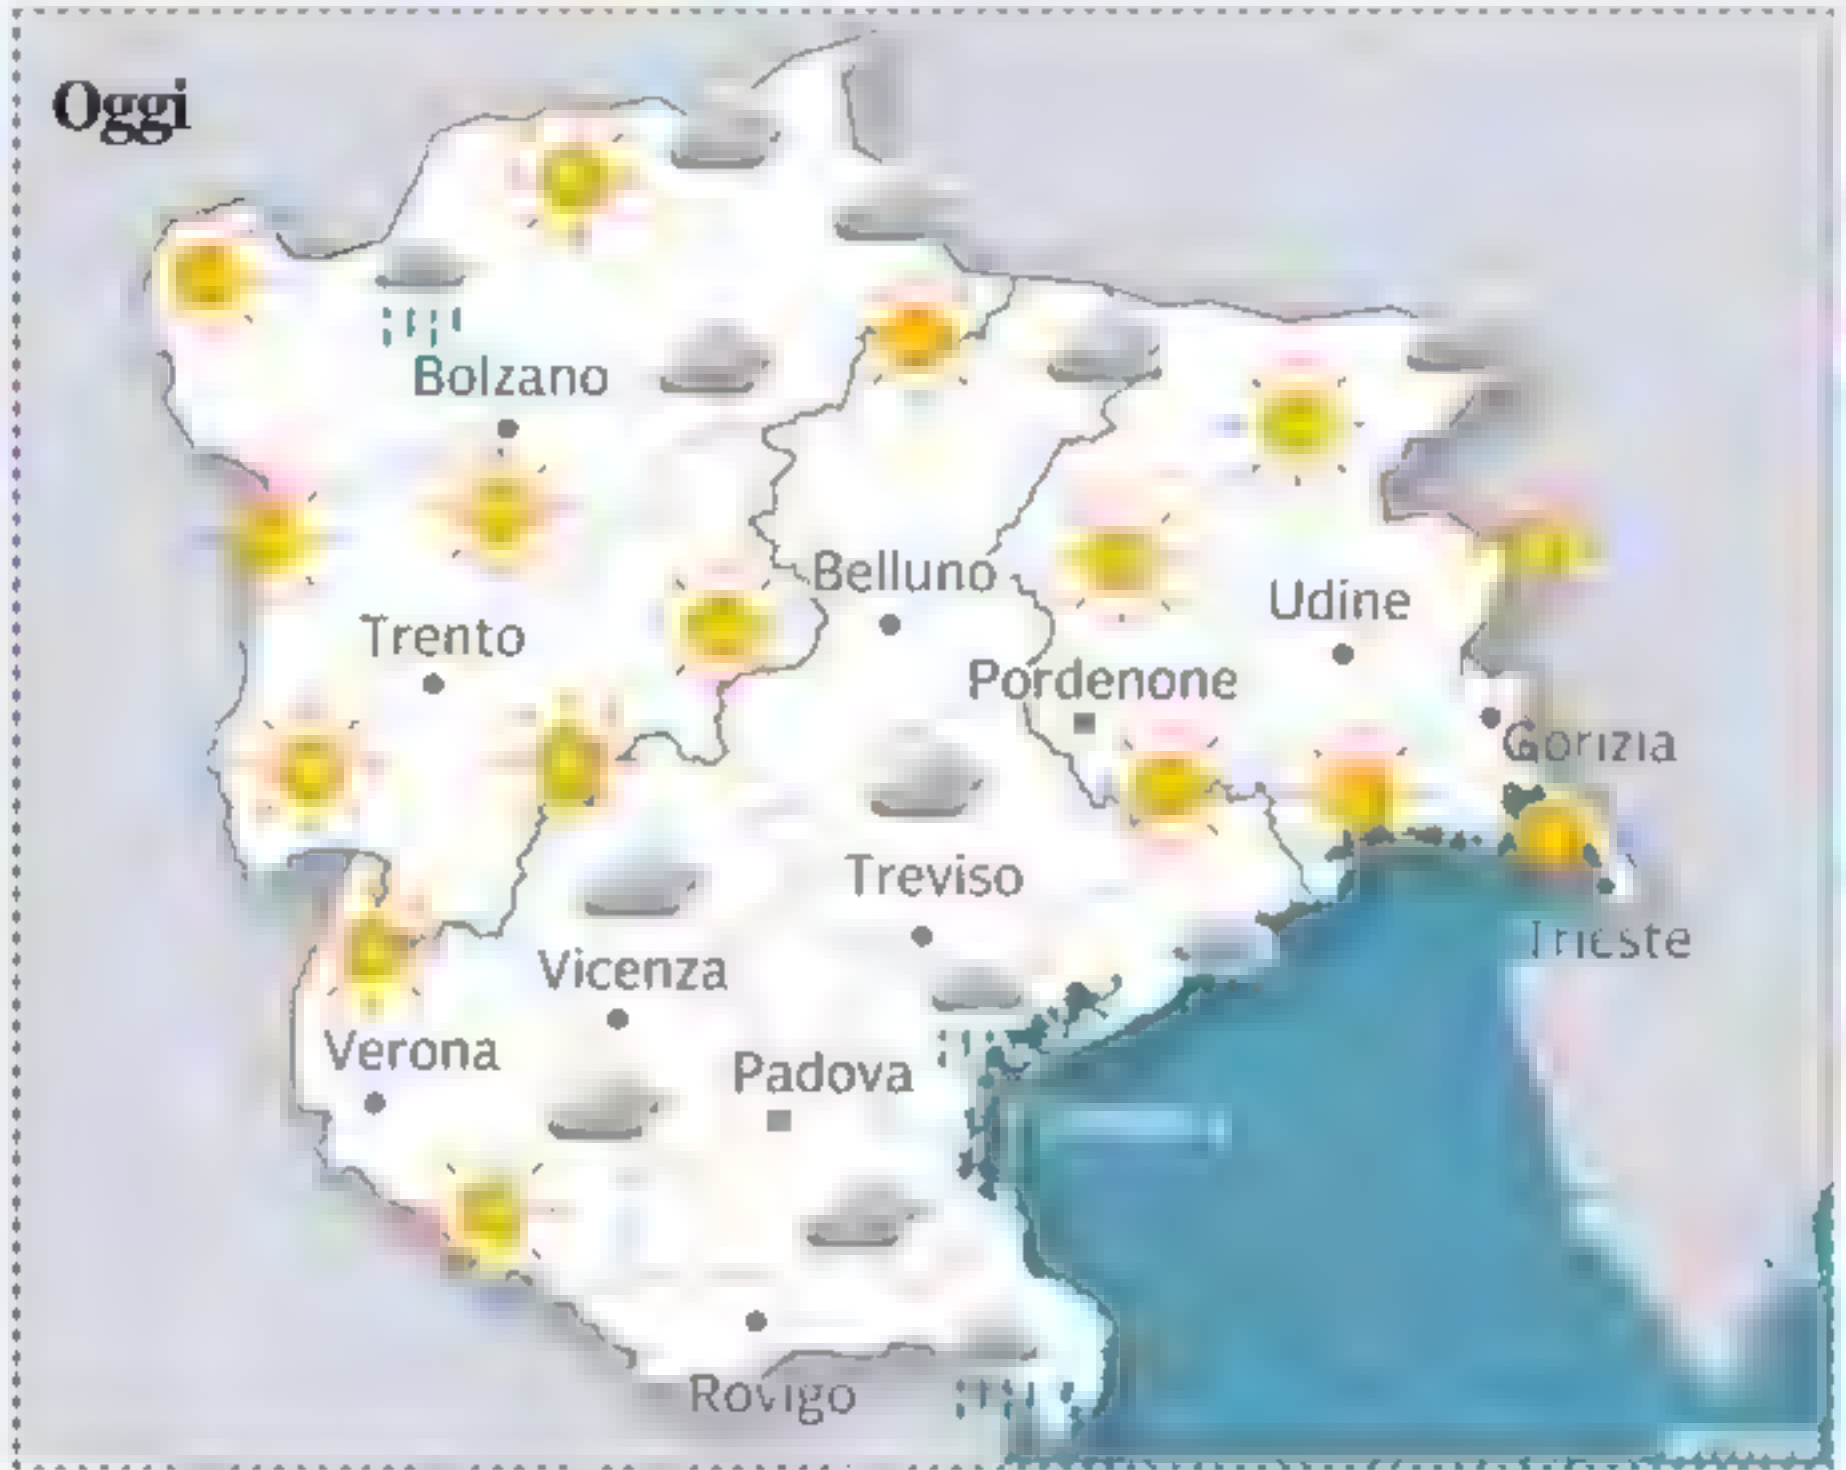 Oggi
Bolzano
Belluno
Udine
Trento
Pordenone
Gorizia
Treviso
Trieste
Vicenza
Verona
Padova
Rovigo